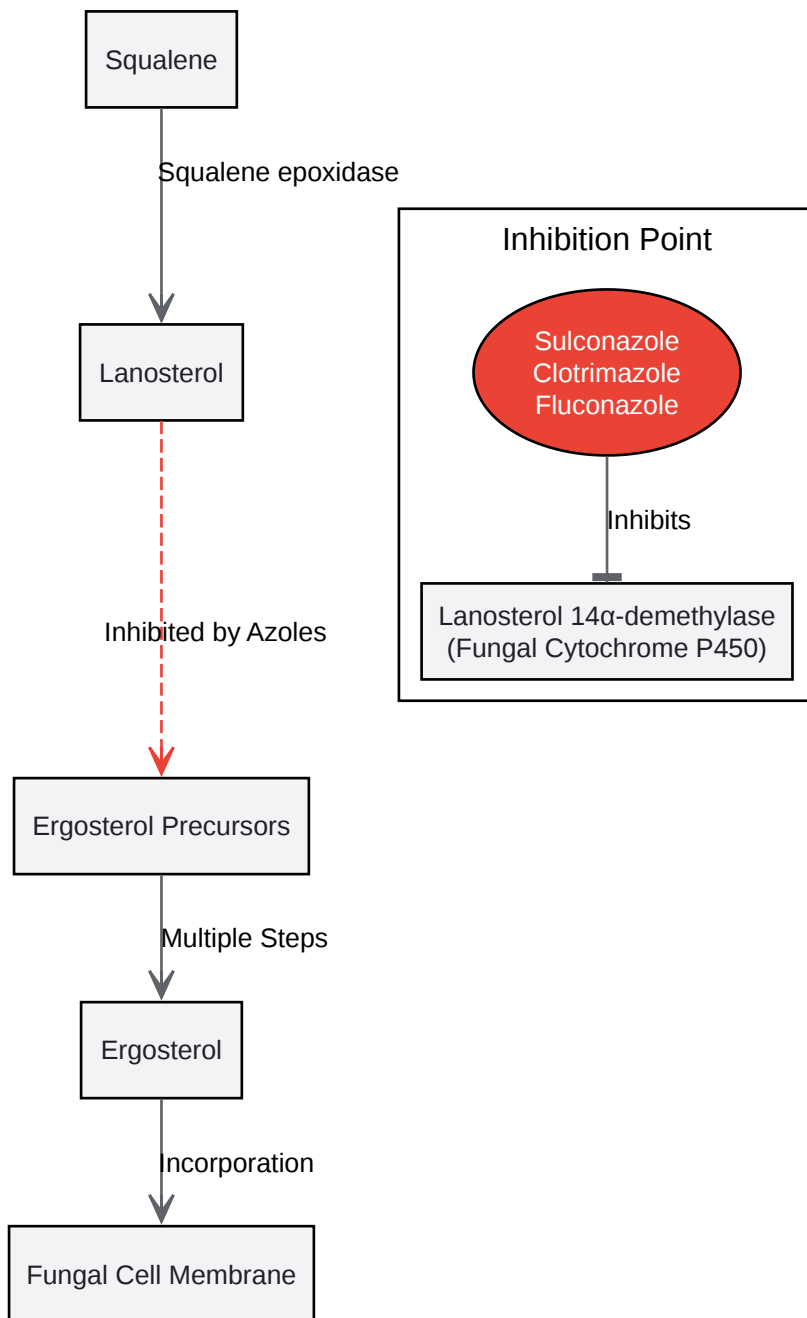 Squalene
Squalene epoxidase
Lanosterol
Inhibited by Azoles
Ergosterol Precursors
Multiple Steps
Ergosterol
Incorporation
Fungal Cell Membrane
Inhibition Point
Sulconazole
Clotrimazole
Fluconazole
Inhibits
Lanosterol 14α-demethylase
(Fungal Cytochrome P450)